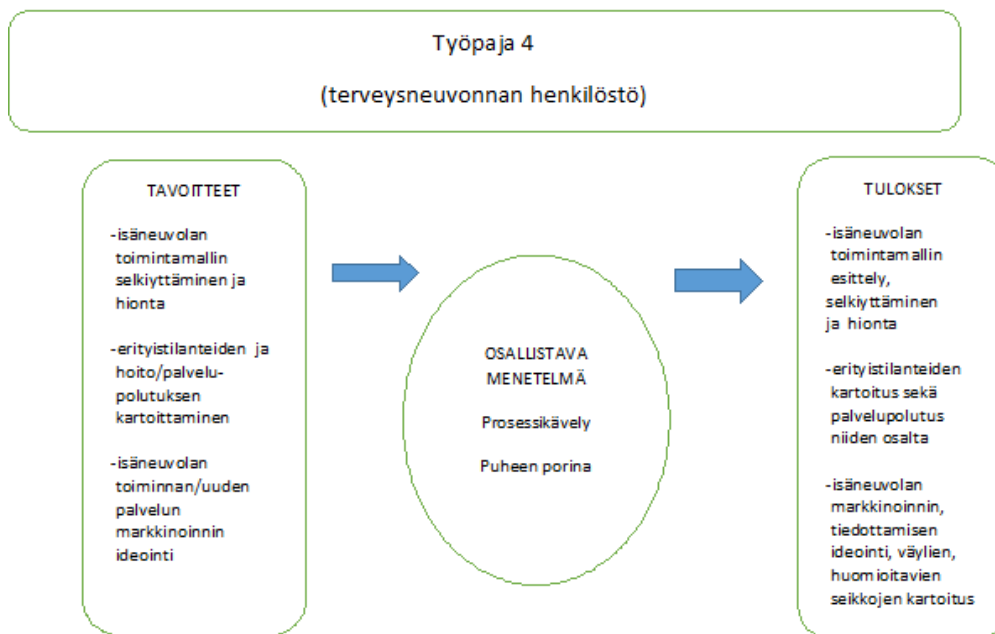 Työpaja 4
(terveysneuvonnan henkilöstö)
TAVOITTEET
-isäneuvolan
toimintamallin
selkiyttäminen ja
hionta
-erityistilanteiden ja
hoito/palvelu-
polutuksen
kartoittaminen
-isäneuvolan
toiminnan/uuden
palvelun
markkinoinnin
ideointi
OSALLISTAVA
MENETELMÄ
Prosessikävely
Puheen porina
TULOKSET
-isäneuvolan
toimintamallin
esittely,
selkiyttäminen
ja hionta
-erityistilanteiden
kartoitus sekä
palvelupolutus
niiden osalta
-isäneuvolan
markkinoinnin,
tiedottamisen
ideointi, väylien,
huomioitavien
seikkojen kartoitus